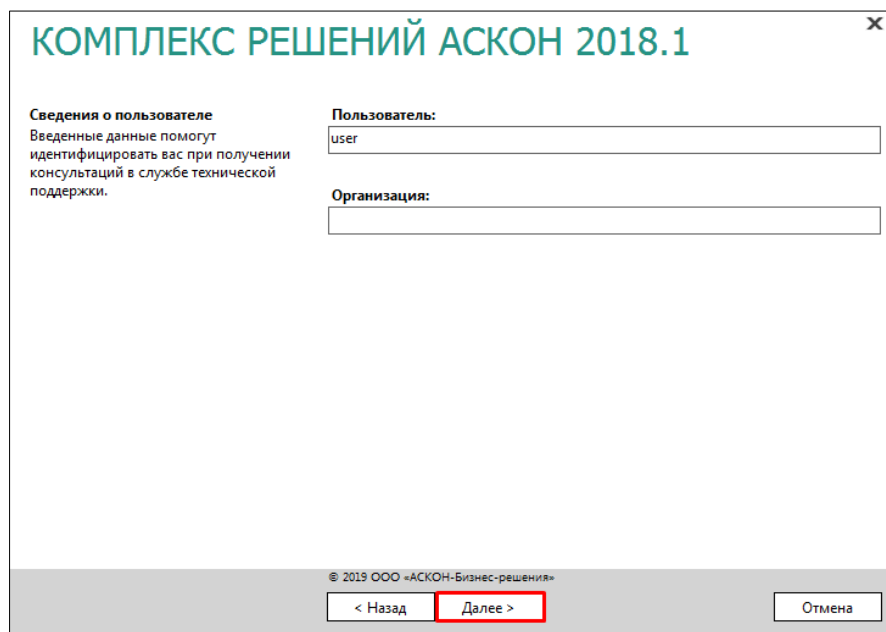 КОМПЛЕКС РЕШЕНИЙ АСКОН 2018.1
x
Сведения о пользователе
Введенные данные помогут
идентифицировать вас при получении
консультаций в службе технической
поддержки.
Пользователь:
user
Организация:
© 2019 ООО «АСКОН-Бизнес-решения»
< Назад
Далее >
Отмена